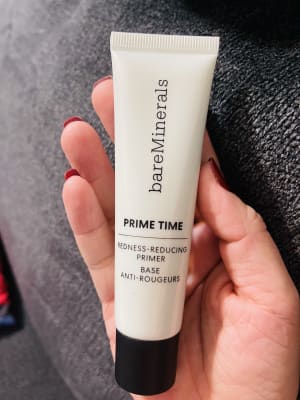 bareMinerals
PRIME TIME
REDNESS-REDUCING
PRIMER
BASE
ANTI-ROUGEURS